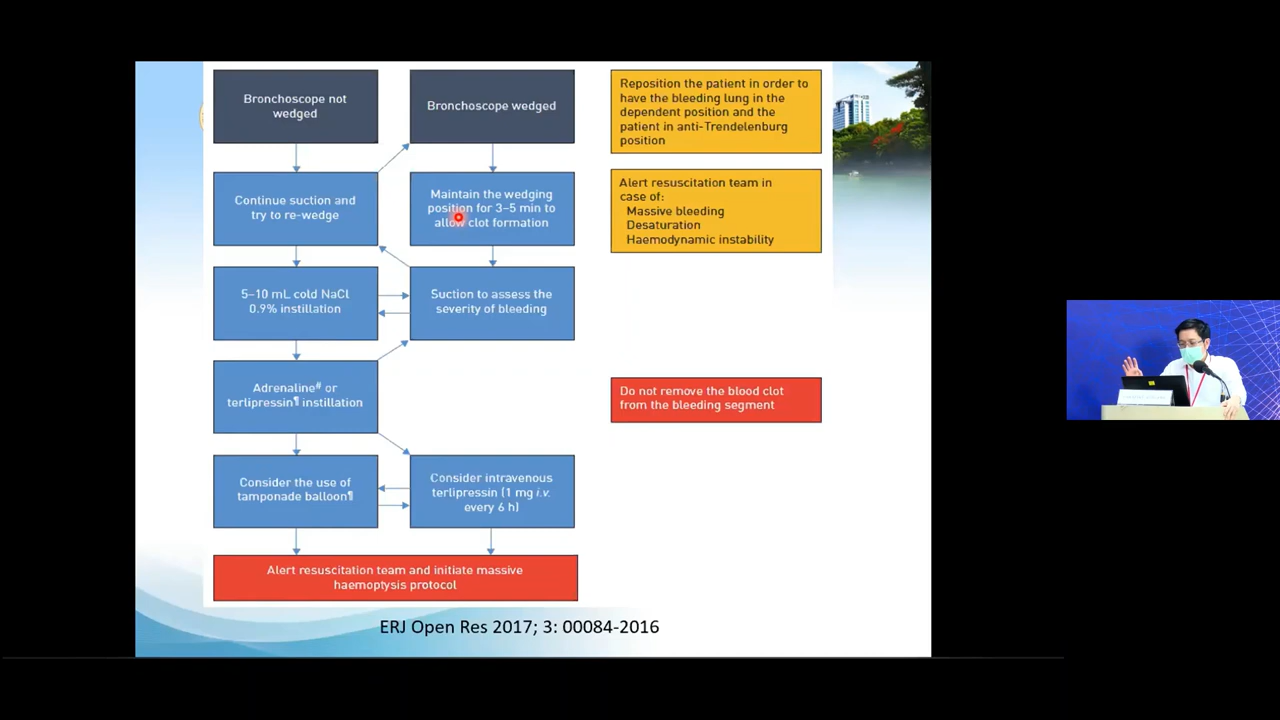 Bronchoscope not
wedged
Bronchoscope wedged
Reposition the patient in order to
have the bleeding lung in the
dependent position and the
patient in anti-Trendelenburg
position
Continue suction and
try to re-wedge
Maintain the wedging
position for 3–5 min to
allow clot formation
Alert resuscitation team in
case of:
Massive bleeding
Desaturation
Haemodynamic instability
5–10 mL cold NaCl
0.9% instillation
Suction to assess the
severity of bleeding
Adrenaline# or
terlipressin¶ instillation
Do not remove the blood clot
from the bleeding segment
Consider the use of
tamponade balloon¶
Consider intravenous
terlipressin (1 mg i.v.
every 6 h)
Alert resuscitation team and initiate massive
haemoptysis protocol
ERJ Open Res 2017; 3: 00084-2016